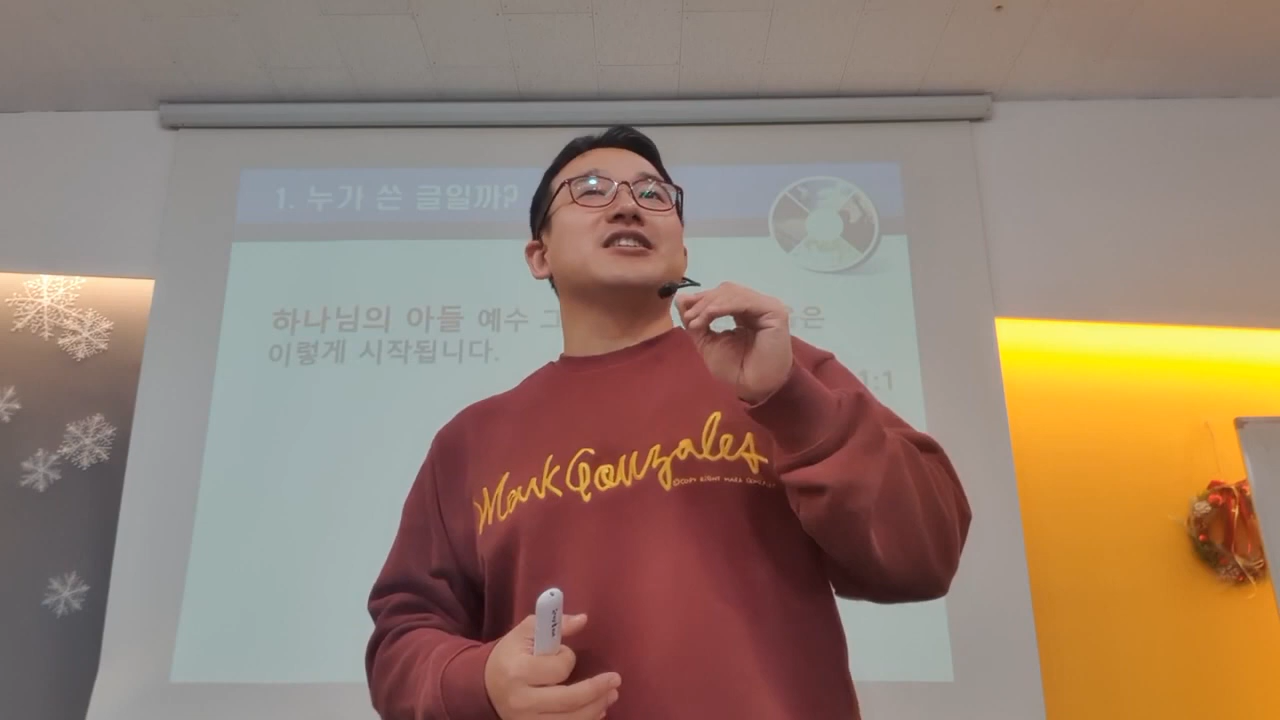 1. 누가 쓴 글일까?
하나님의 아들 예수 그 은
이렇게 시작됩니다.
1:1
Mark Gonzales